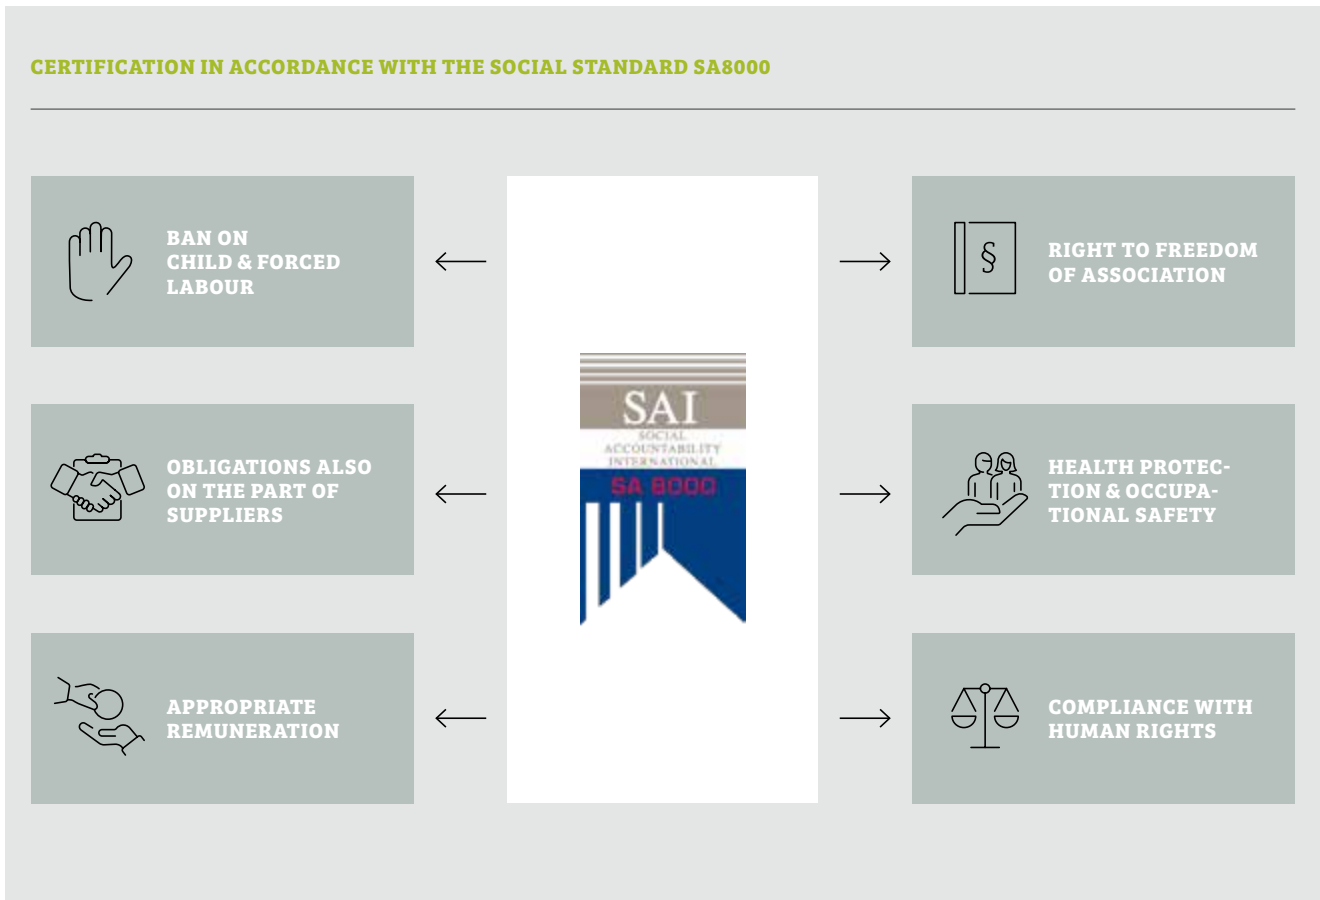 CERTIFICATION IN ACCORDANCE WITH THE SOCIAL STANDARD SA8000
BAN ON
CHILD & FORCED
LABOUR
OBLIGATIONS ALSO
ON THE PART OF
SUPPLIERS
APPROPRIATE
REMUNERATION
SAI
SOCIAL
ACCOUNTABILITY
INTERNATIONAL
SA 8000
§
RIGHT TO FREEDOM
OF ASSOCIATION
HEALTH PROTEC-
TION & OCCUPA-
TIONAL SAFETY
COMPLIANCE WITH
HUMAN RIGHTS